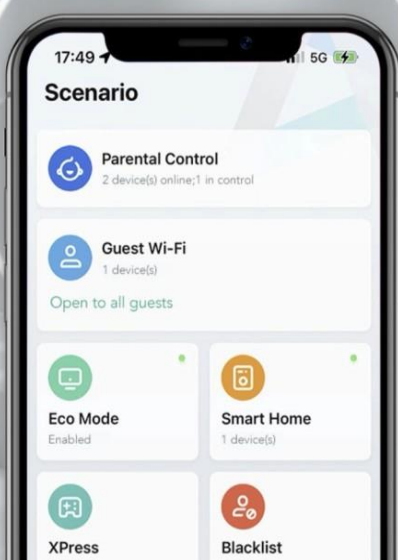 17:49
5G
Scenario
Parental Control
2 device(s) online;1 in control
Guest Wi-Fi
1 device(s)
Open to all guests
Eco Mode
Smart Home
Enabled
1 device(s)
XPress
Blacklist